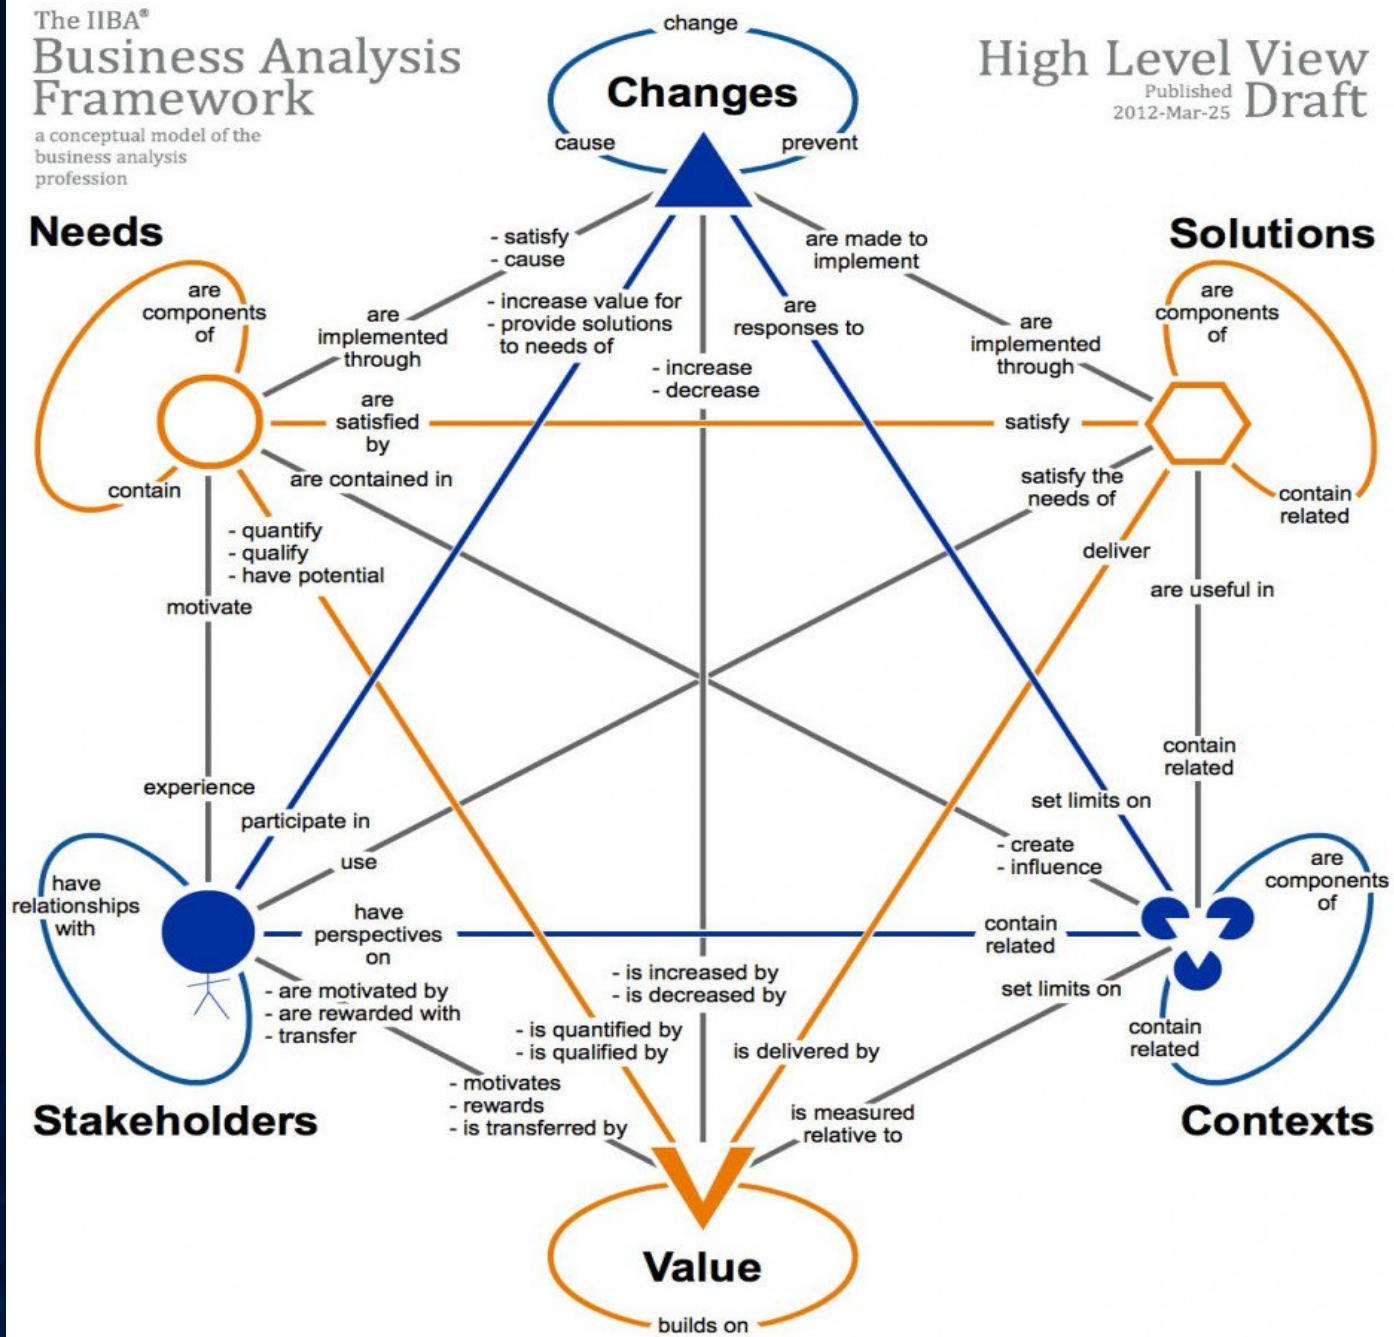 The IIBA®
Business Analysis
Framework
a conceptual model of the
business analysis
profession
High Level View
Published
2012-Mar-25
Draft
change
Changes
cause
prevent
Needs
Solutions
- satisfy
- cause
are made to
implement
are
components
of
are
implemented
through
- increase value for
- provide solutions
to needs of
are
responses to
- increase
- decrease
are
implemented
through
are
components
of
are
satisfied
by
satisfy
contain
are contained in
satisfy the
needs of
contain
related
- quantify
- qualify
- have potential
deliver
motivate
are useful in
experience
contain
related
participate in
set limits on
use
- create
- influence
have
relationships
with
have
perspectives
on
contain
related
are
components
of
- are motivated by
- are rewarded with
- transfer
- is increased by
- is decreased by
set limits on
- is quantified by
- is qualified by
is delivered by
contain
related
- motivates
- rewards
- is transferred by
is measured
relative to
Stakeholders
Contexts
Value
builds on